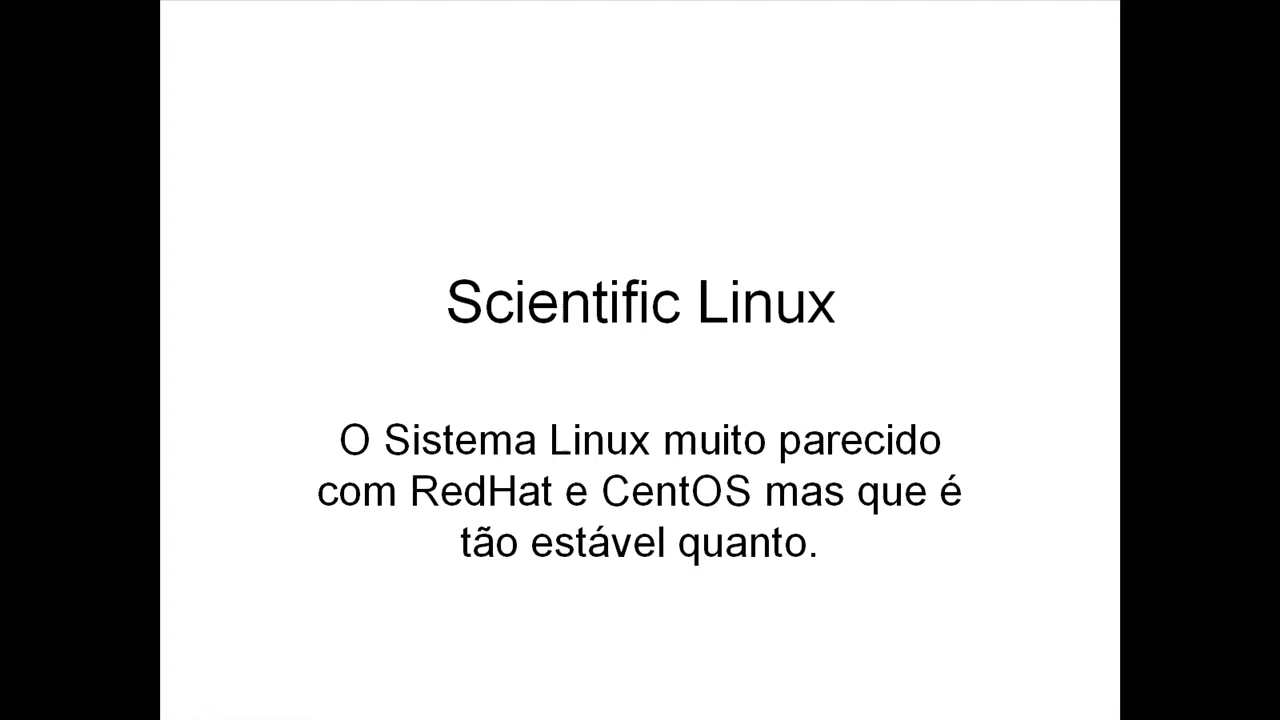 Scientific Linux
O Sistema Linux muito parecido
com RedHat e CentOS mas que é
tão estável quanto.